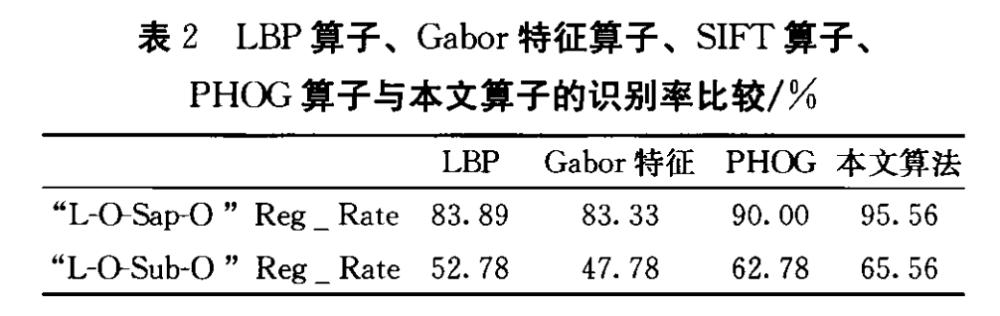 表 2 LBP 算子、Gabor 特征算子、SIFT 算子、
PHOG 算子与本文算子的识别率比较/%
LBP Gabor 特征 PHOG 本文算法
“L-O-Sap-O ” Reg _ Rate 83.89 83.33 90.00 95.56
“L-O-Sub-O ” Reg _ Rate 52.78 47.78 62.78 65.56